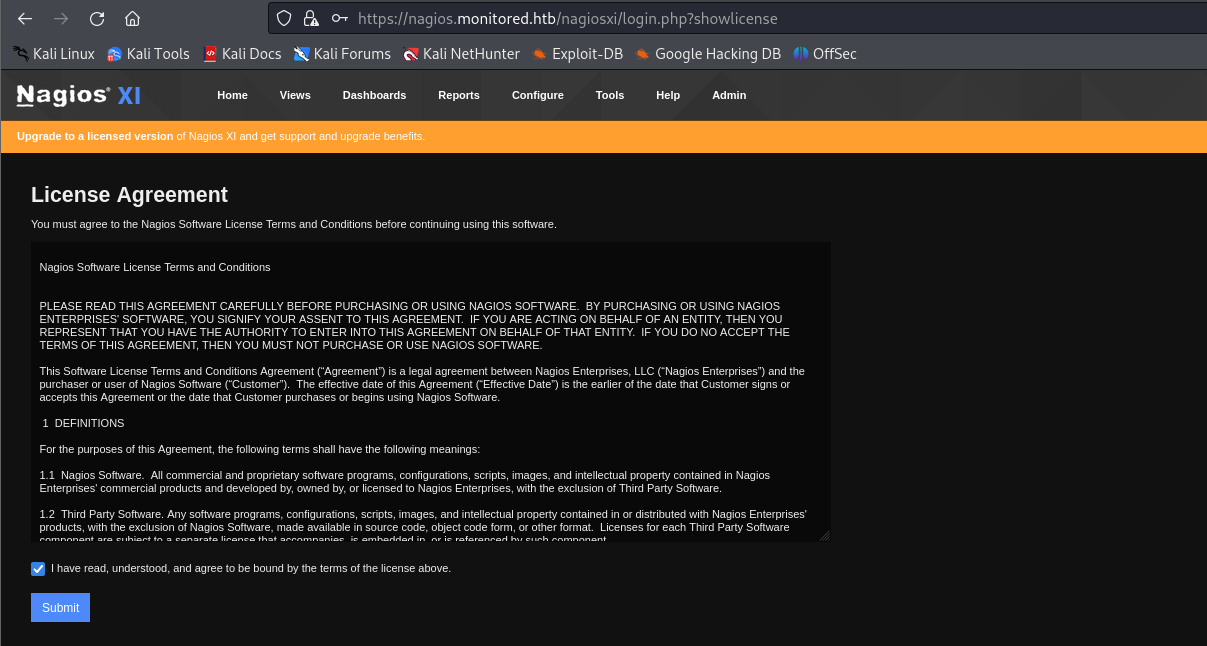 https://nagios.monitored.htb/nagiosxi/login.php?showlicense
Kali Linux Kali Tools Kali Docs Kali Forums Kali NetHunter Exploit-DB Google Hacking DB OffSec
Nagios® XI Home Views Dashboards Reports Configure Tools Help Admin
Upgrade to a licensed version of Nagios XI and get support and upgrade benefits.
License Agreement
You must agree to the Nagios Software License Terms and Conditions before continuing using this software.
Nagios Software License Terms and Conditions
PLEASE READ THIS AGREEMENT CAREFULLY BEFORE PURCHASING OR USING NAGIOS SOFTWARE.  BY PURCHASING OR USING NAGIOS
ENTERPRISES' SOFTWARE, YOU SIGNIFY YOUR ASSENT TO THIS AGREEMENT.  IF YOU ARE ACTING ON BEHALF OF AN ENTITY, THEN YOU
REPRESENT THAT YOU HAVE THE AUTHORITY TO ENTER INTO THIS AGREEMENT ON BEHALF OF THAT ENTITY.  IF YOU DO NO ACCEPT THE
TERMS OF THIS AGREEMENT, THEN YOU MUST NOT PURCHASE OR USE NAGIOS SOFTWARE.
This Software License Terms and Conditions Agreement (“Agreement”) is a legal agreement between Nagios Enterprises, LLC (“Nagios Enterprises”) and the
purchaser or user of Nagios Software (“Customer”).  The effective date of this Agreement (“Effective Date”) is the earlier of the date that Customer signs or
accepts this Agreement or the date that Customer purchases or begins using Nagios Software.
1  DEFINITIONS
For the purposes of this Agreement, the following terms shall have the following meanings:
1.1  Nagios Software.  All commercial and proprietary software programs, configurations, scripts, images, and intellectual property contained in Nagios
Enterprises' commercial products and developed by, owned by, or licensed to Nagios Enterprises, with the exclusion of Third Party Software.
1.2  Third Party Software. Any software programs, configurations, scripts, images, and intellectual property contained in or distributed with Nagios Enterprises'
products, with the exclusion of Nagios Software, made available in source code, object code form, or other format.  Licenses for each Third Party Software
component are subject to a separate license that accompanies, is embedded in, or is referenced by such component.
I have read, understood, and agree to be bound by the terms of the license above.
Submit